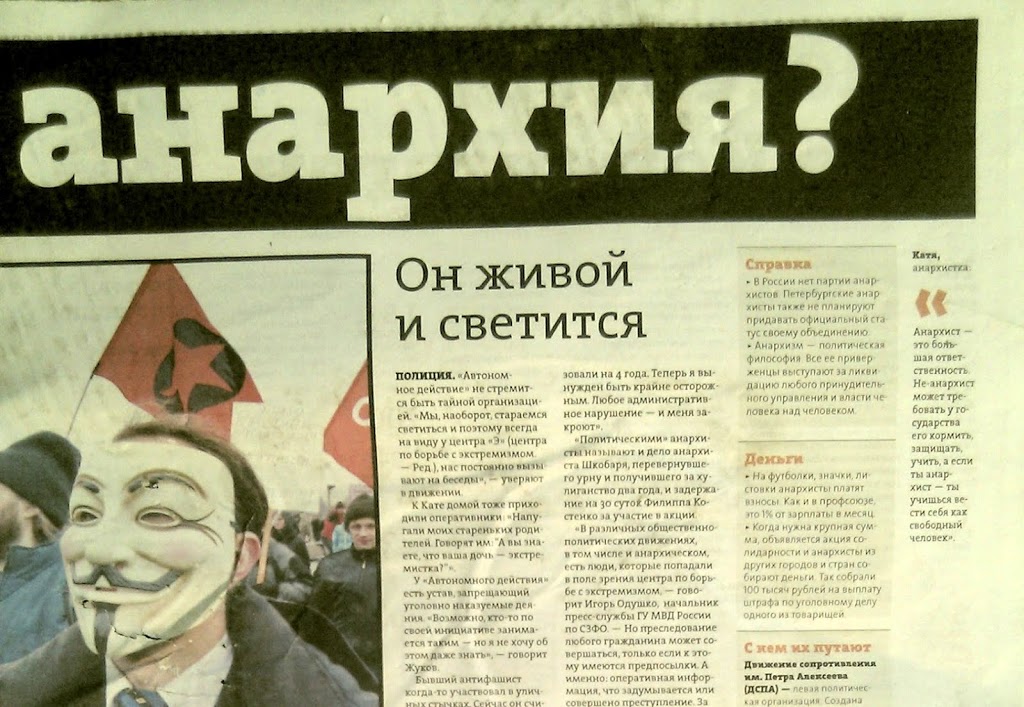 анархия?
Он живой
и светится
ПОЛИЦИЯ. «Автоном-
ное действие» не стремит-
ся быть тайной организаци-
ей. «Мы, наоборот, стараемся
светиться и поэтому всегда
на виду у центра «Э» (центра
по борьбе с экстремизмом.
— Ред.), нас постоянно вызы-
вают на беседы», — уверяют
в движении.
К Кате домой тоже прихо-
дили оперативники: «Напу-
гали моих стареньких роди-
телей. Говорят им: "А вы зна-
ете, что ваша дочь — экстре-
мистка?"».
У «Автономного действия»
есть устав, запрещающий
уголовно наказуемые дея-
ния. «Возможно, кто-то по
своей инициативе занима-
ется таким — но я не хочу об
этом даже знать», — говорит
Жуков.
Бывший антифашист
когда-то участвовал в улич-
ных стычках. Сейчас он счи-
зовали на 4 года. Теперь я вы-
нужден быть крайне осторож-
ным. Любое административ-
ное нарушение — и меня за-
кроют».
«Политическими» анархи-
сты называют и дело анархи-
ста Шкобаря, перевернувше-
го урну и получившего за ху-
лиганство два года, и задержа-
ние на 30 суток Филиппа Ко-
стенко за участие в акции.
«В различных общественно-
политических движениях,
в том числе и анархическом,
есть люди, которые попадали
в поле зрения центра по борь-
бе с экстремизмом, — гово-
рит Игорь Одушко, начальник
пресс-службы ГУ МВД России
по СЗФО. — Но преследование
любого гражданина может со-
вершаться, только если к это-
му имеются предпосылки. А
именно: оперативная инфор-
мация, что задумывается или
совершено преступление. За
Справка
• В России нет партии анар-
хистов. Петербургские анар-
хисты также не планируют
придавать официальный ста-
тус своему объединению.
• Анархизм — политическая
философия. Все ее привер-
женцы выступают за ликви-
дацию любого принудитель-
ного управления и власти че-
ловека над человеком.
Деньги
• На футболки, значки, ли-
стовки анархисты платят
взносы. Как и в профсоюзе,
это 1% от зарплаты в месяц.
• Когда нужна крупная сум-
ма, объявляется акция со-
лидарности и анархисты из
других городов и стран со-
бирают деньги. Так собрали
100 тысяч рублей на выплату
штрафа по уголовному делу
одного из товарищей.
С кем их путают
Движение сопротивления
им. Петра Алексеева
(ДСПА) — левая политичес-
кая организация. Создана
Катя,
анархистка:
«
Анархист —
это боль-
шая ответ-
ственность.
Не-анархист
может тре-
бовать у го-
сударства
его кормить,
защищать,
учить, а если
ты анар-
хист — ты
учишься ве-
сти себя как
свободный
человек».